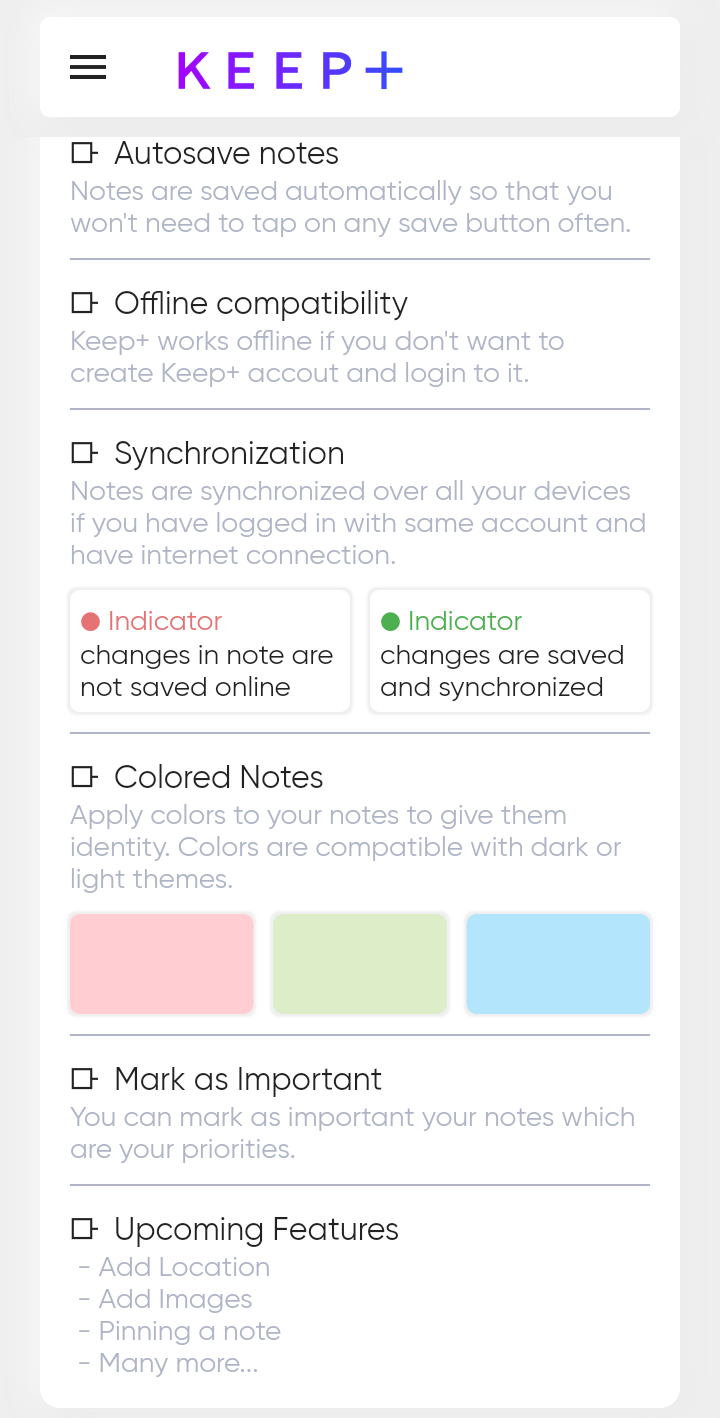 KEEP+
Autosave notes
Notes are saved automatically so that you
won't need to tap on any save button often.
Offline compatibility
Keep+ works offline if you don't want to
create Keep+ accout and login to it.
Synchronization
Notes are synchronized over all your devices
if you have logged in with same account and
have internet connection.
Indicator
changes in note are
not saved online
Indicator
changes are saved
and synchronized
Colored Notes
Apply colors to your notes to give them
identity. Colors are compatible with dark or
light themes.
Mark as Important
You can mark as important your notes which
are your priorities.
Upcoming Features
- Add Location
- Add Images
- Pinning a note
- Many more...